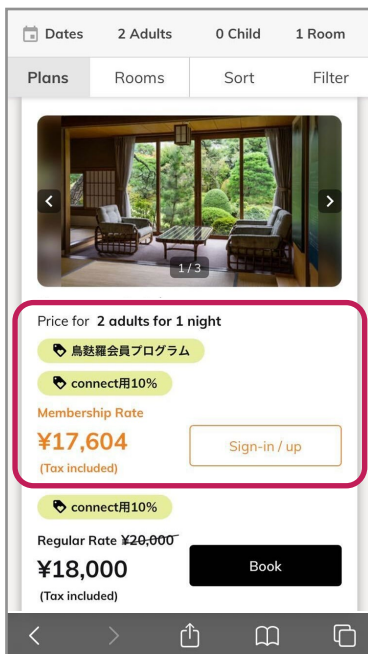 Dates 2 Adults 0 Child 1 Room
Plans Rooms Sort Filter
1/3
Price for 2 adults for 1 night
鳥麩羅会員プログラム
connect用10%
Membership Rate
¥17,604
Sign-in / up
(Tax included)
connect用10%
Regular Rate ¥20,000
¥18,000
Book
(Tax included)